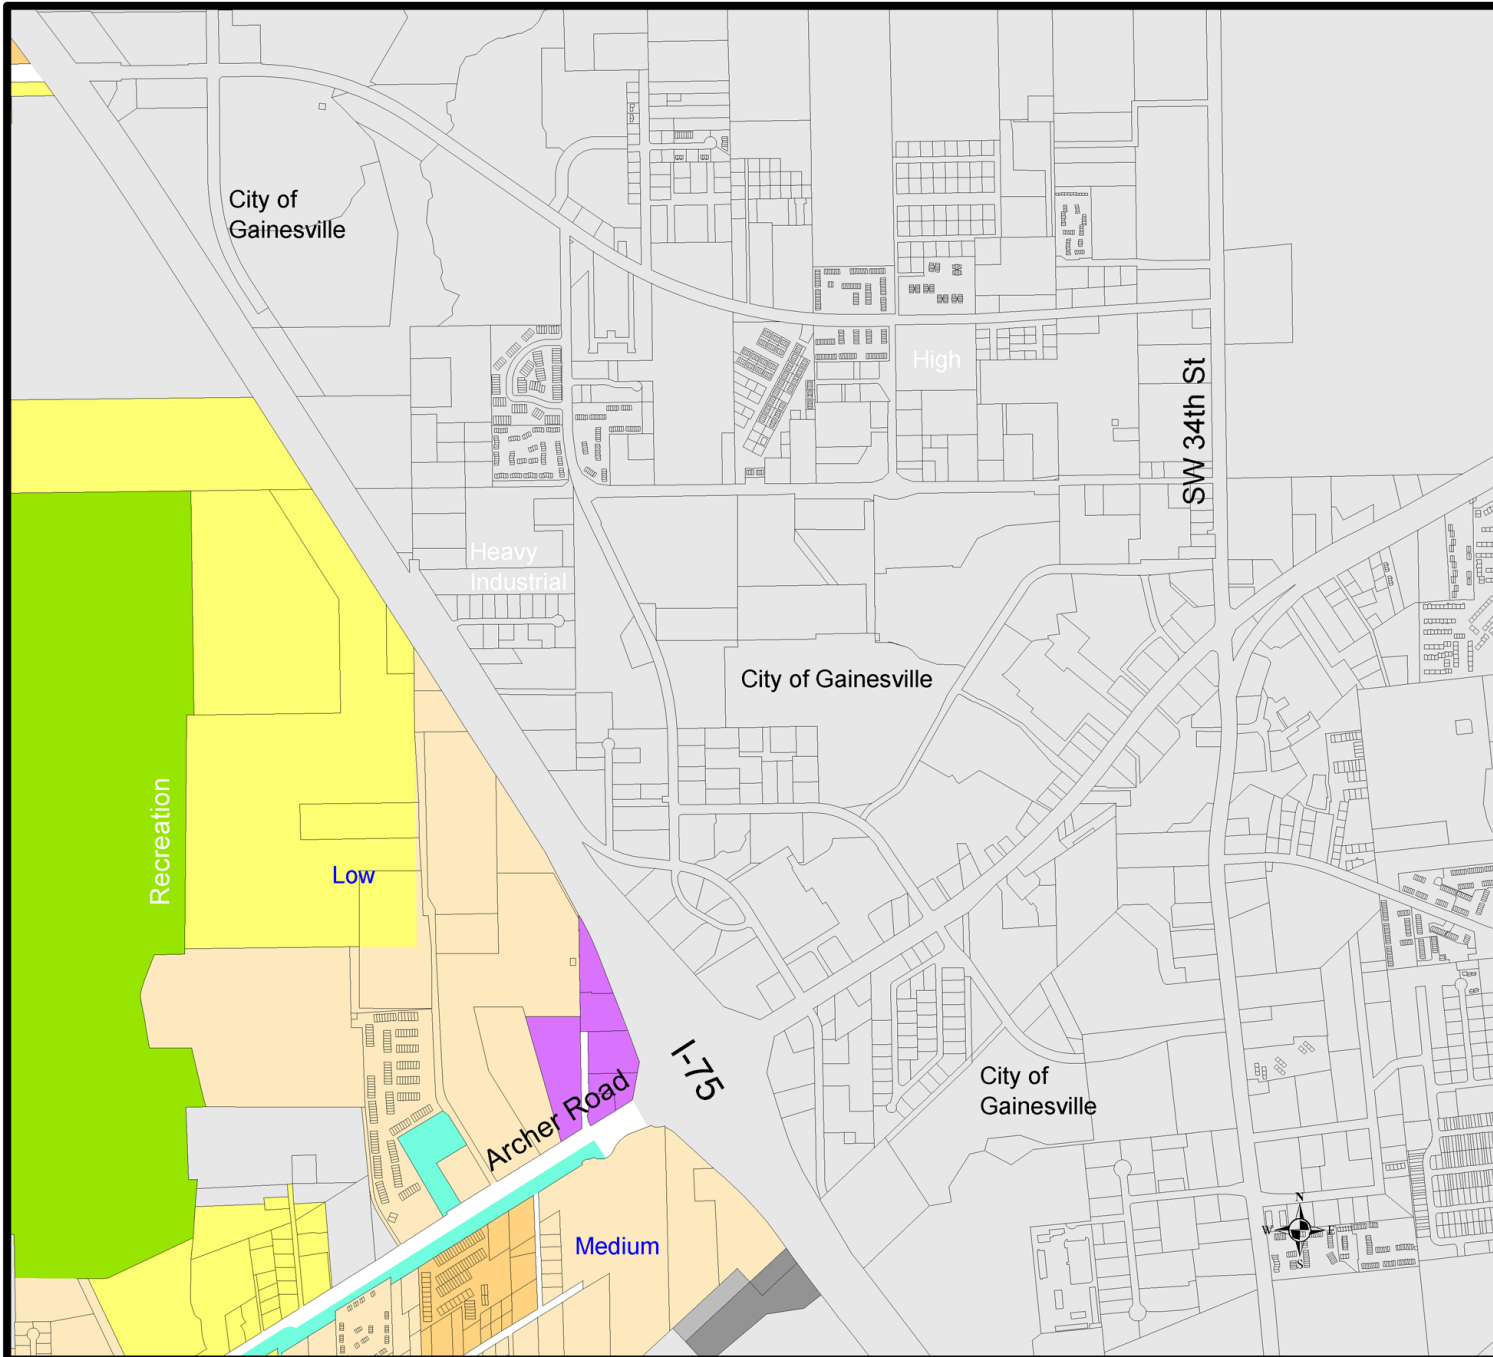 City of
Gainesville
High
SW 34th St
Heavy
Industrial
City of Gainesville
Recreation
Low
I-75
Archer Road
City of
Gainesville
Medium
N
W
E
S